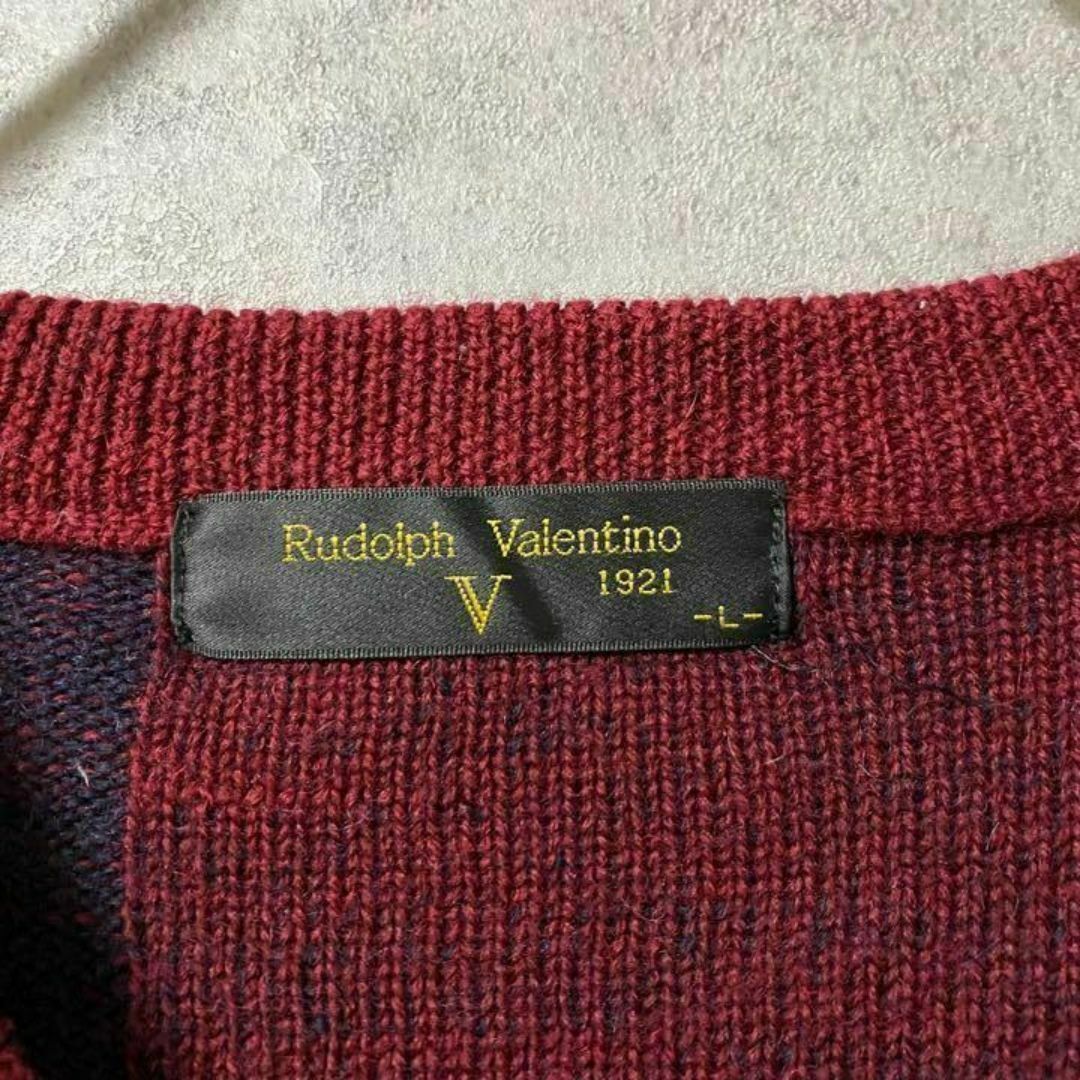 Rudolph Valentino
V 1921
-L-